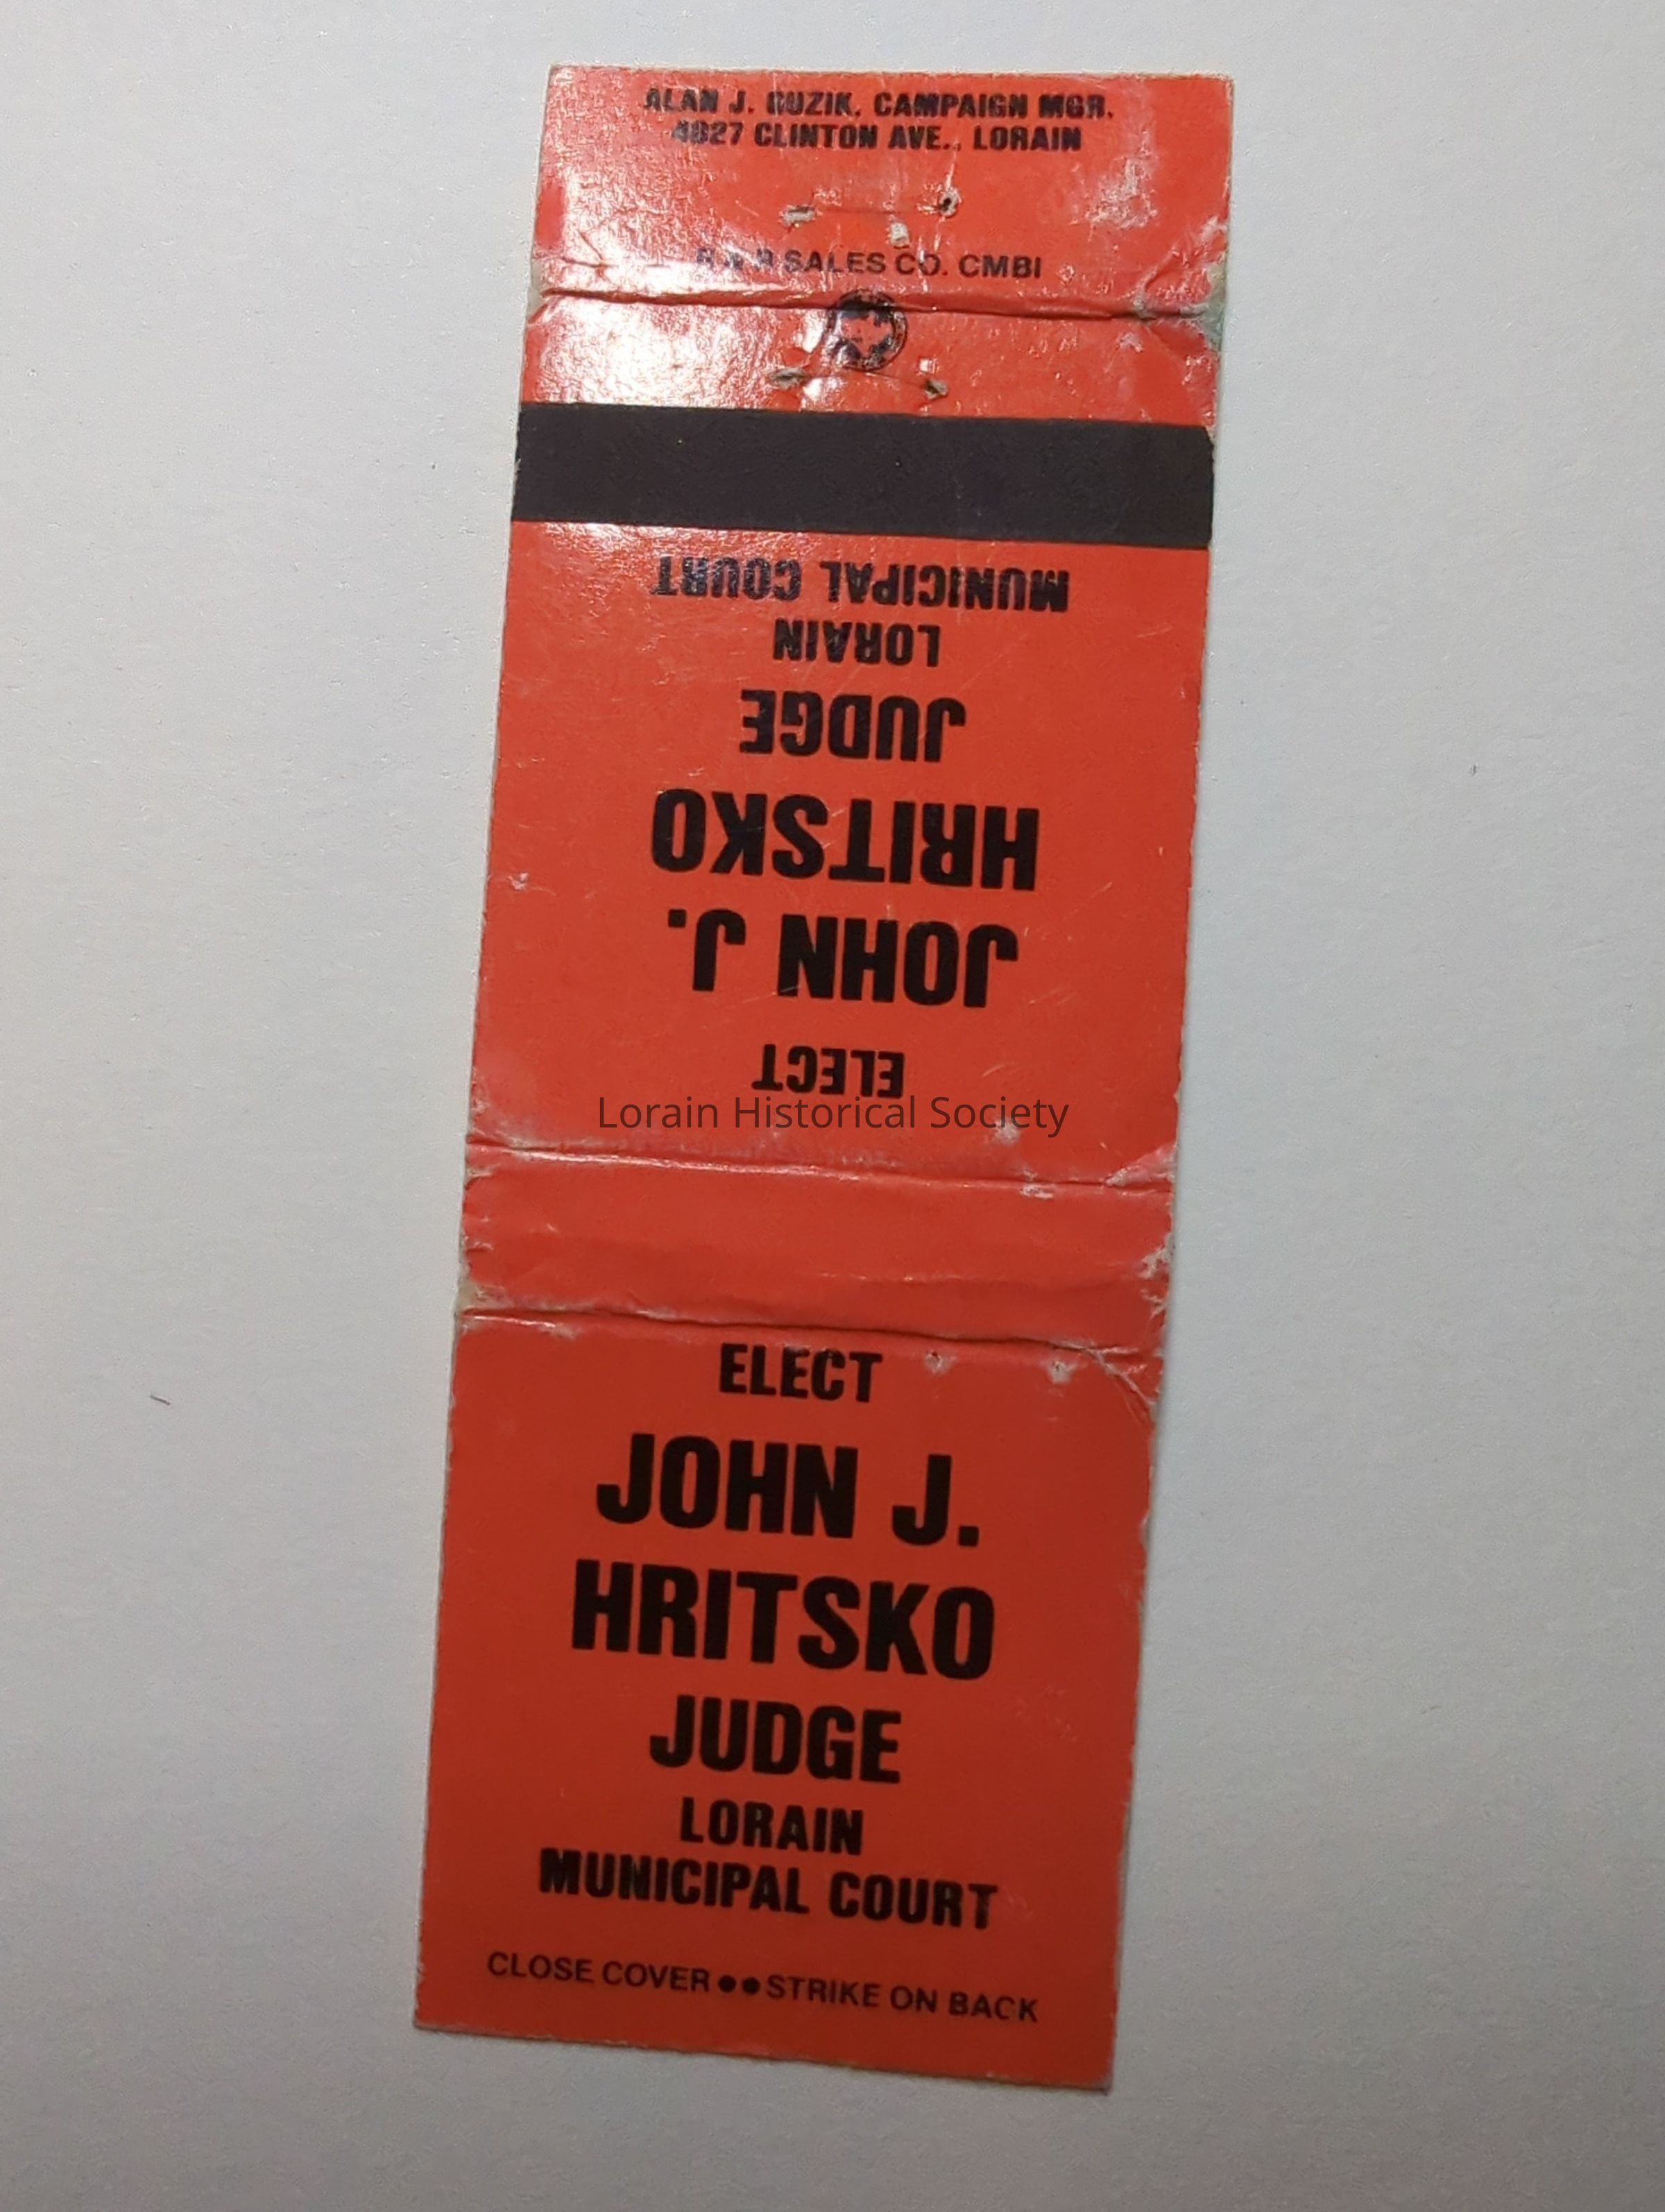 ALAN J. GUZIK, CAMPAIGN MGR.
4827 CLINTON AVE., LORAIN
SALES CO. CMBI
ELECT
JOHN J.
HRITSKO
JUDGE
LORAIN
MUNICIPAL COURT
Lorain Historical Society
ELECT
JOHN J.
HRITSKO
JUDGE
LORAIN
MUNICIPAL COURT
CLOSE COVER●●STRIKE ON BACK